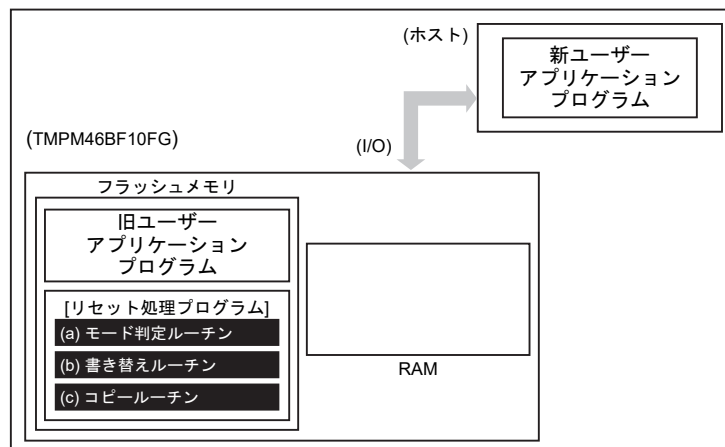 (ホスト)
新ユーザー
アプリケーション
プログラム
(TMPM46BF10FG)
(I/O)
フラッシュメモリ
旧ユーザー
アプリケーション
プログラム
[リセット処理プログラム]
(a) モード判定ルーチン
(b) 書き替えルーチン
(c) コピールーチン
RAM